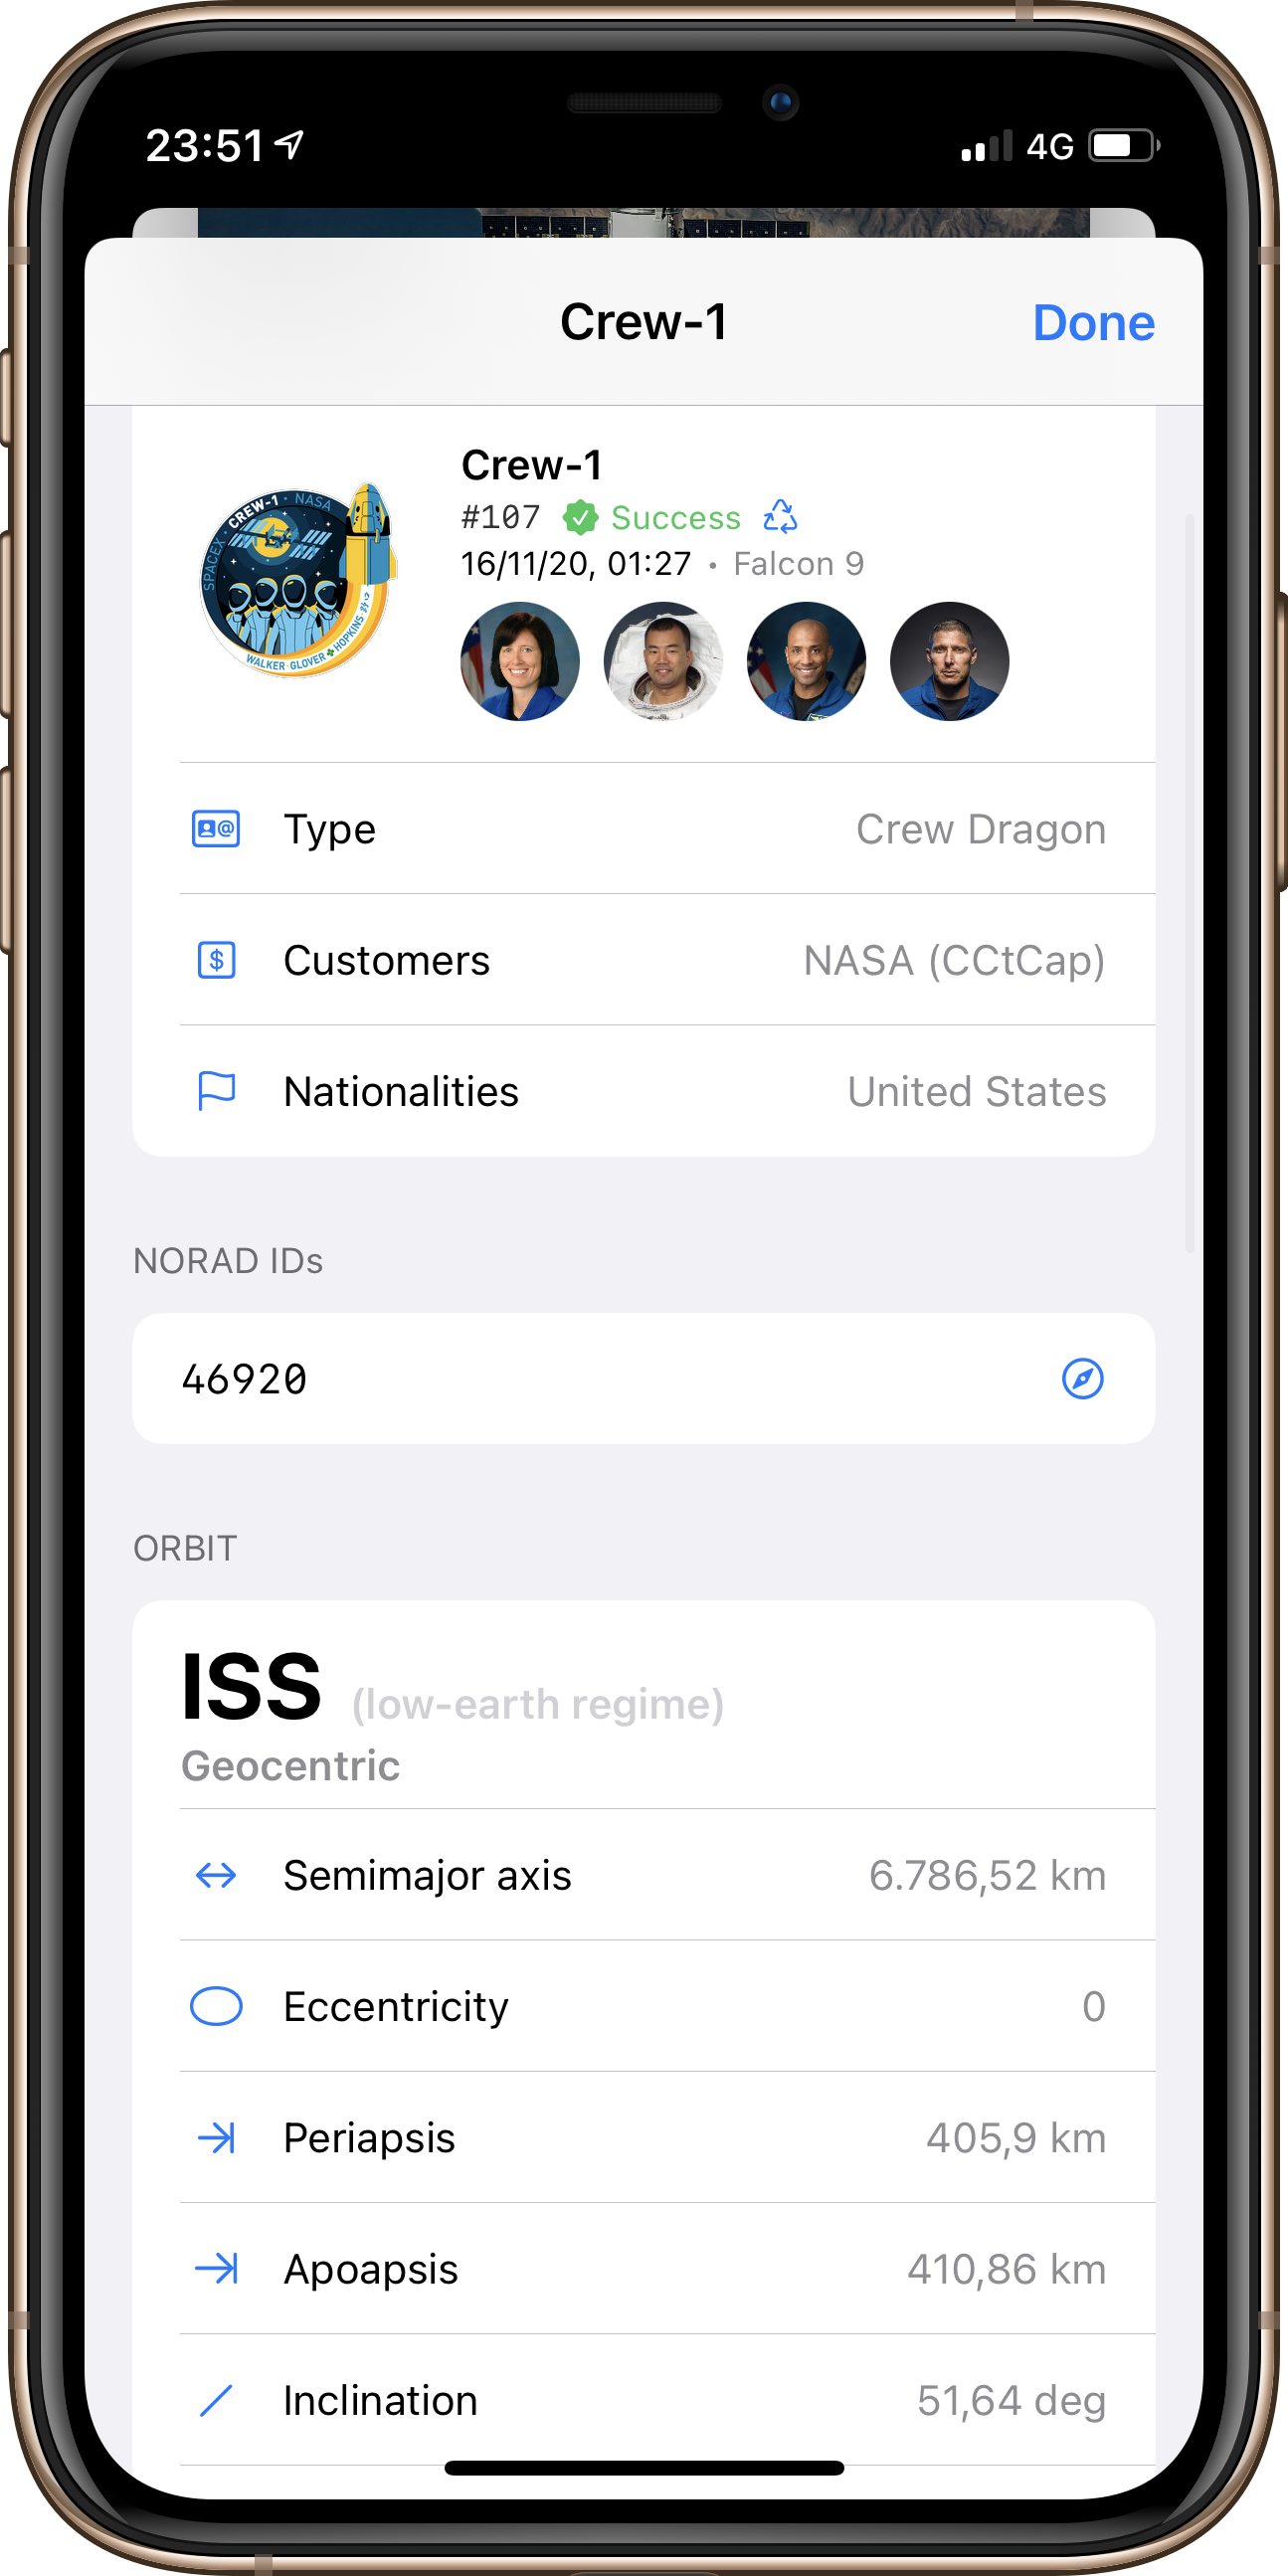 23:51
4G
Crew-1
Done
CREW-1 · NASA
SPACEX
WALKER · GLOVER HOPKINS
Crew-1
#107 Success
16/11/20, 01:27 • Falcon 9
Type Crew Dragon
Customers NASA (CCtCap)
Nationalities United States
NORAD IDs
46920
ORBIT
ISS (low-earth regime)
Geocentric
Semimajor axis 6.786,52 km
Eccentricity 0
Periapsis 405,9 km
Apoapsis 410,86 km
Inclination 51,64 deg